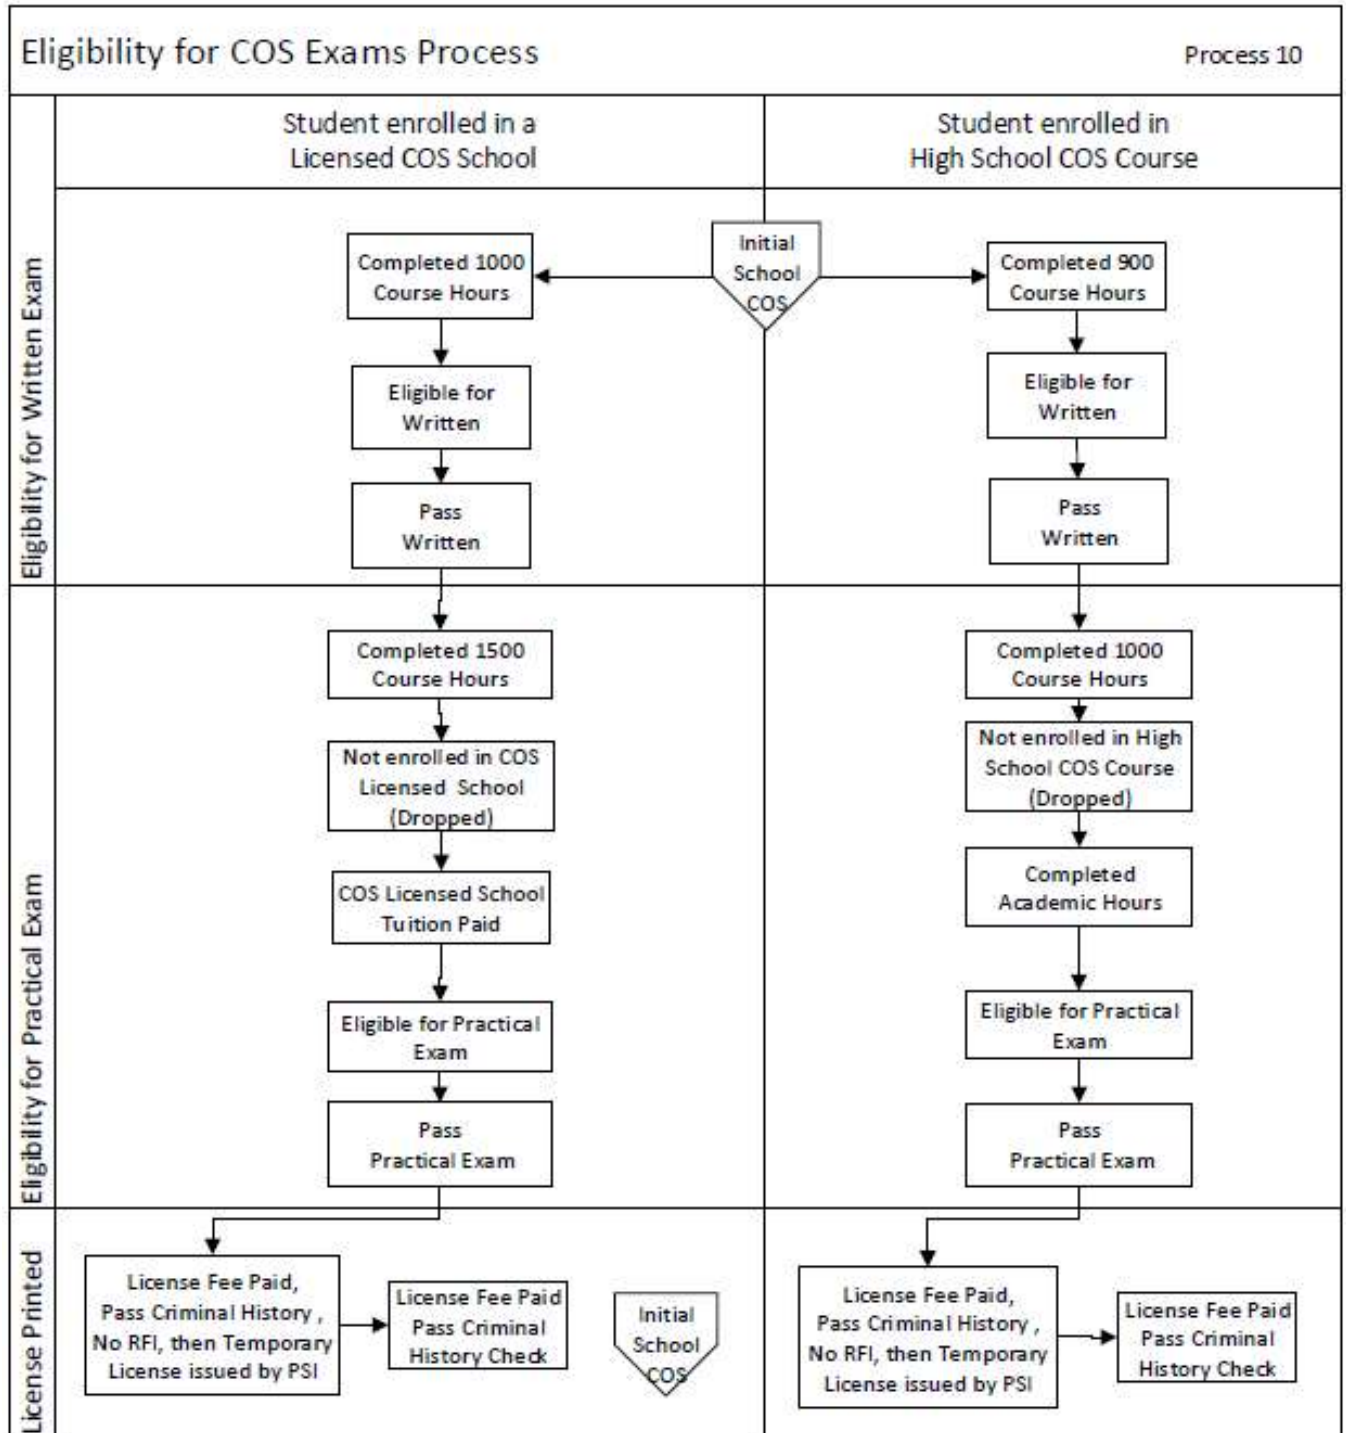 Eligibility for COS Exams Process
Process 10
Student enrolled in a
Licensed COS School
Student enrolled in
High School COS Course
Eligibility for Written Exam
Initial
School
COS
Completed 1000
Course Hours
Eligible for
Written
Pass
Written
Completed 900
Course Hours
Eligible for
Written
Pass
Written
Eligibility for Practical Exam
Completed 1500
Course Hours
Not enrolled in COS
Licensed School
(Dropped)
COS Licensed School
Tuition Paid
Eligible for Practical
Exam
Pass
Practical Exam
Completed 1000
Course Hours
Not enrolled in High
School COS Course
(Dropped)
Completed
Academic Hours
Eligible for Practical
Exam
Pass
Practical Exam
License Printed
License Fee Paid,
Pass Criminal History ,
No RFI, then Temporary
License issued by PSI
License Fee Paid
Pass Criminal
History Check
Initial
School
COS
License Fee Paid,
Pass Criminal History ,
No RFI, then Temporary
License issued by PSI
License Fee Paid
Pass Criminal
History Check